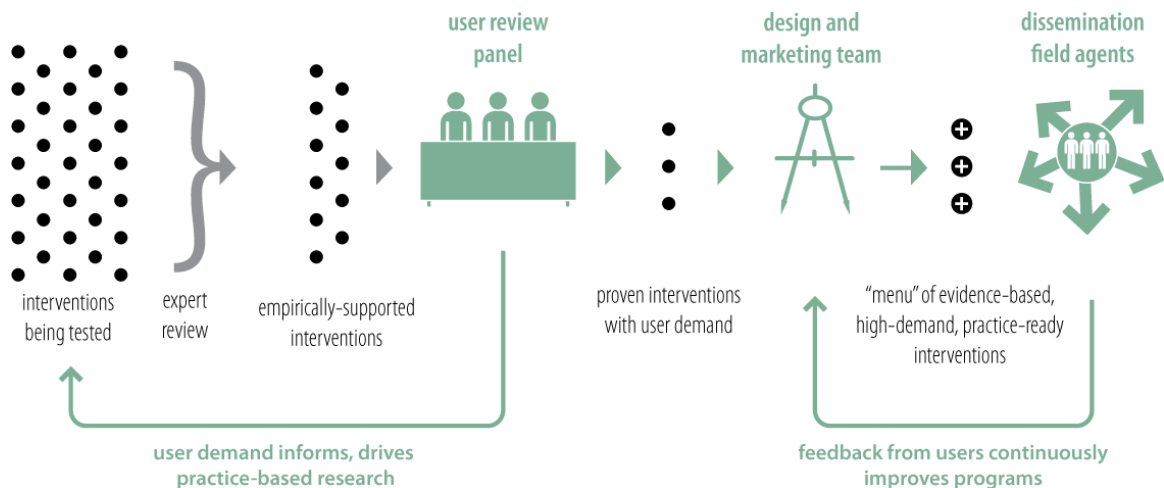 user review
panel
design and
marketing team
dissemination
field agents
interventions
being tested
expert
review
empirically-supported
interventions
proven interventions
with user demand
“menu” of evidence-based,
high-demand, practice-ready
interventions
user demand informs, drives
practice-based research
feedback from users continuously
improves programs